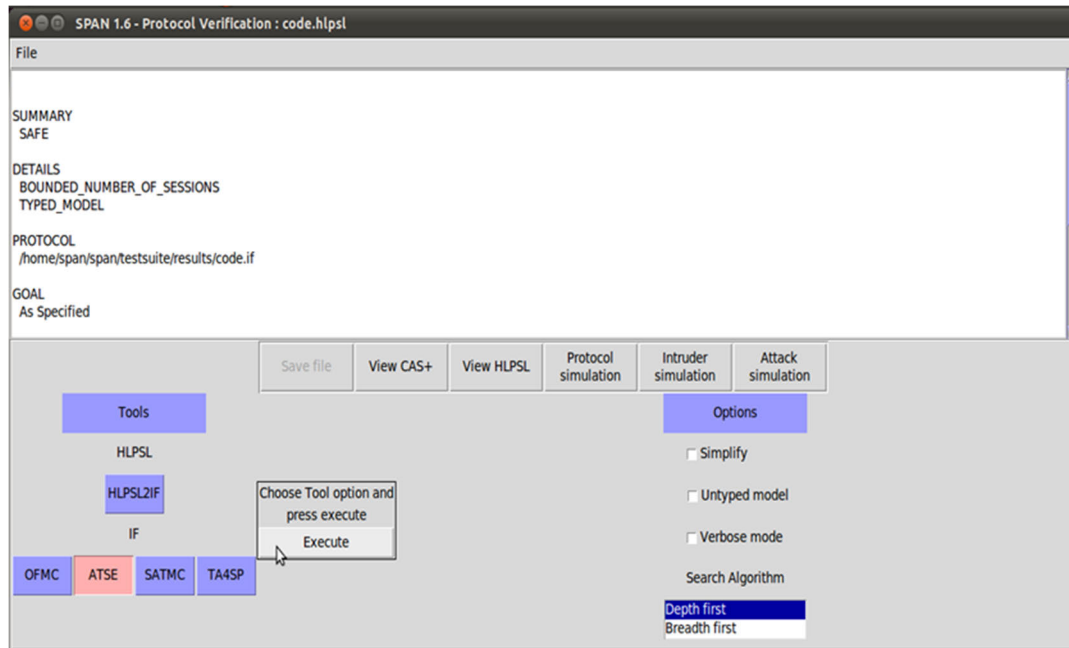 SPAN 1.6 - Protocol Verification : code.hlpsl
File
SUMMARY
SAFE
DETAILS
BOUNDED_NUMBER_OF_SESSIONS
TYPED_MODEL
PROTOCOL
/home/span/span/testsuite/results/code.if
GOAL
As Specified
Save file
View CAS+
View HLPSL
Protocol
simulation
Intruder
simulation
Attack
simulation
Tools
HLPSL
HLPSL2IF
IF
OFMC
ATSE
SATMC
TA4SP
Choose Tool option and
press execute
Execute
Options
Simplify
Untyped model
Verbose mode
Search Algorithm
Depth first
Breadth first